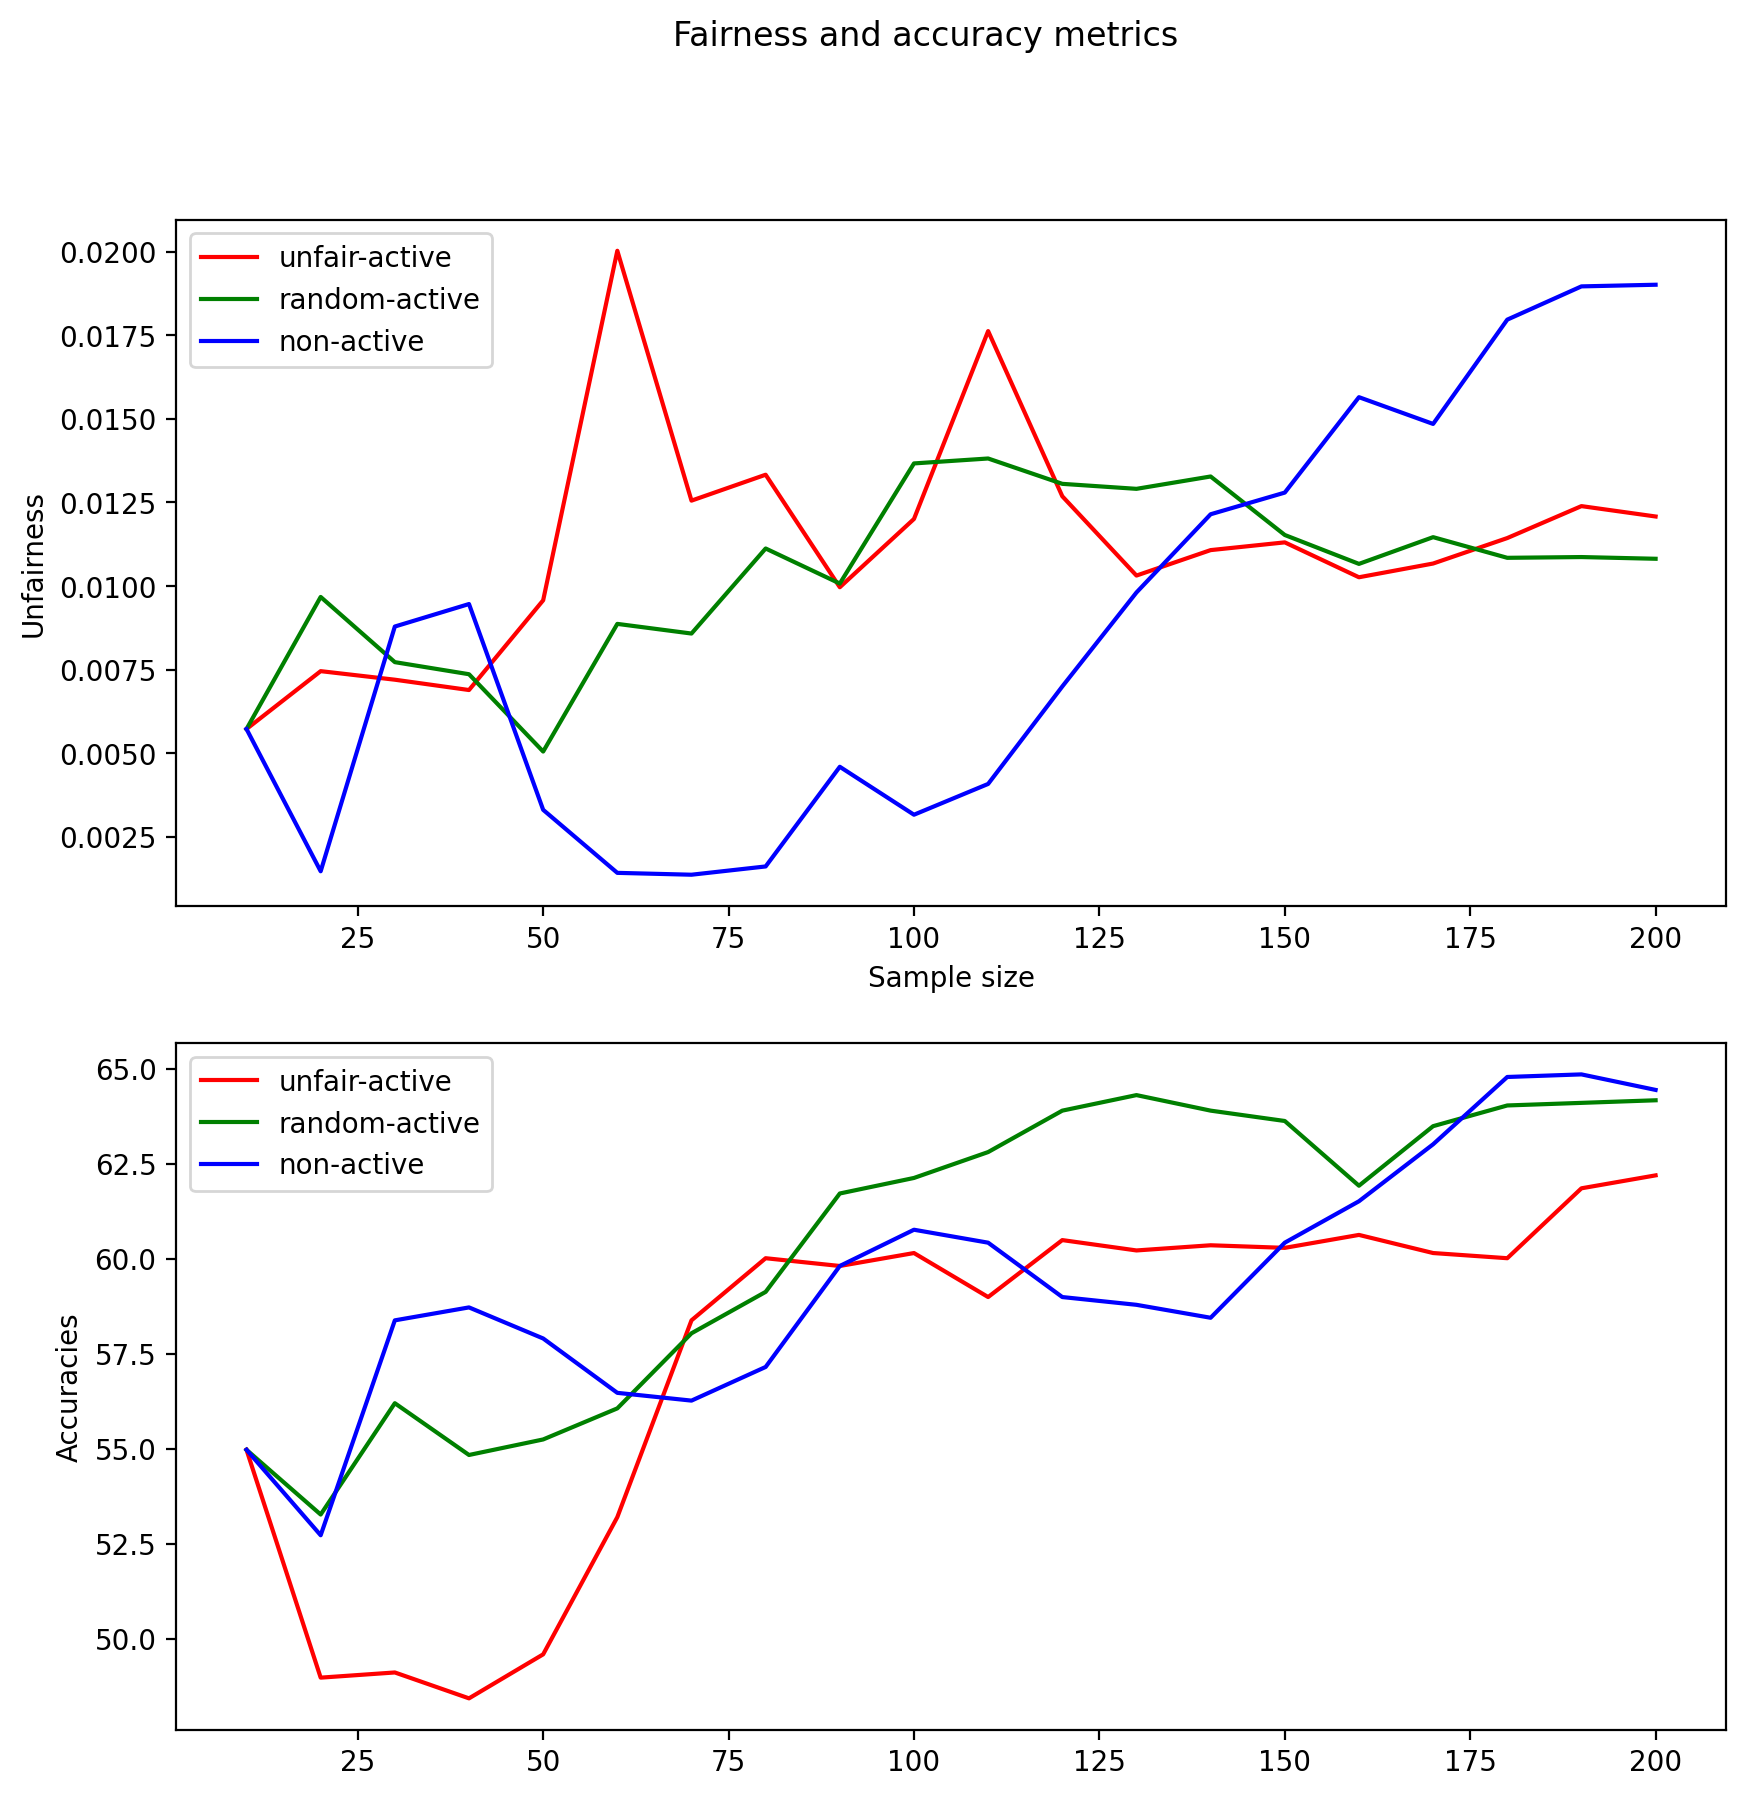 Fairness and accuracy metrics
unfair-active
random-active
non-active
0.0200
0.0175
0.0150
0.0125
0.0100
0.0075
0.0050
0.0025
Unfairness
25 50 75 100 125 150 175 200
Sample size
unfair-active
random-active
non-active
65.0
62.5
60.0
57.5
55.0
52.5
50.0
Accuracies
25 50 75 100 125 150 175 200